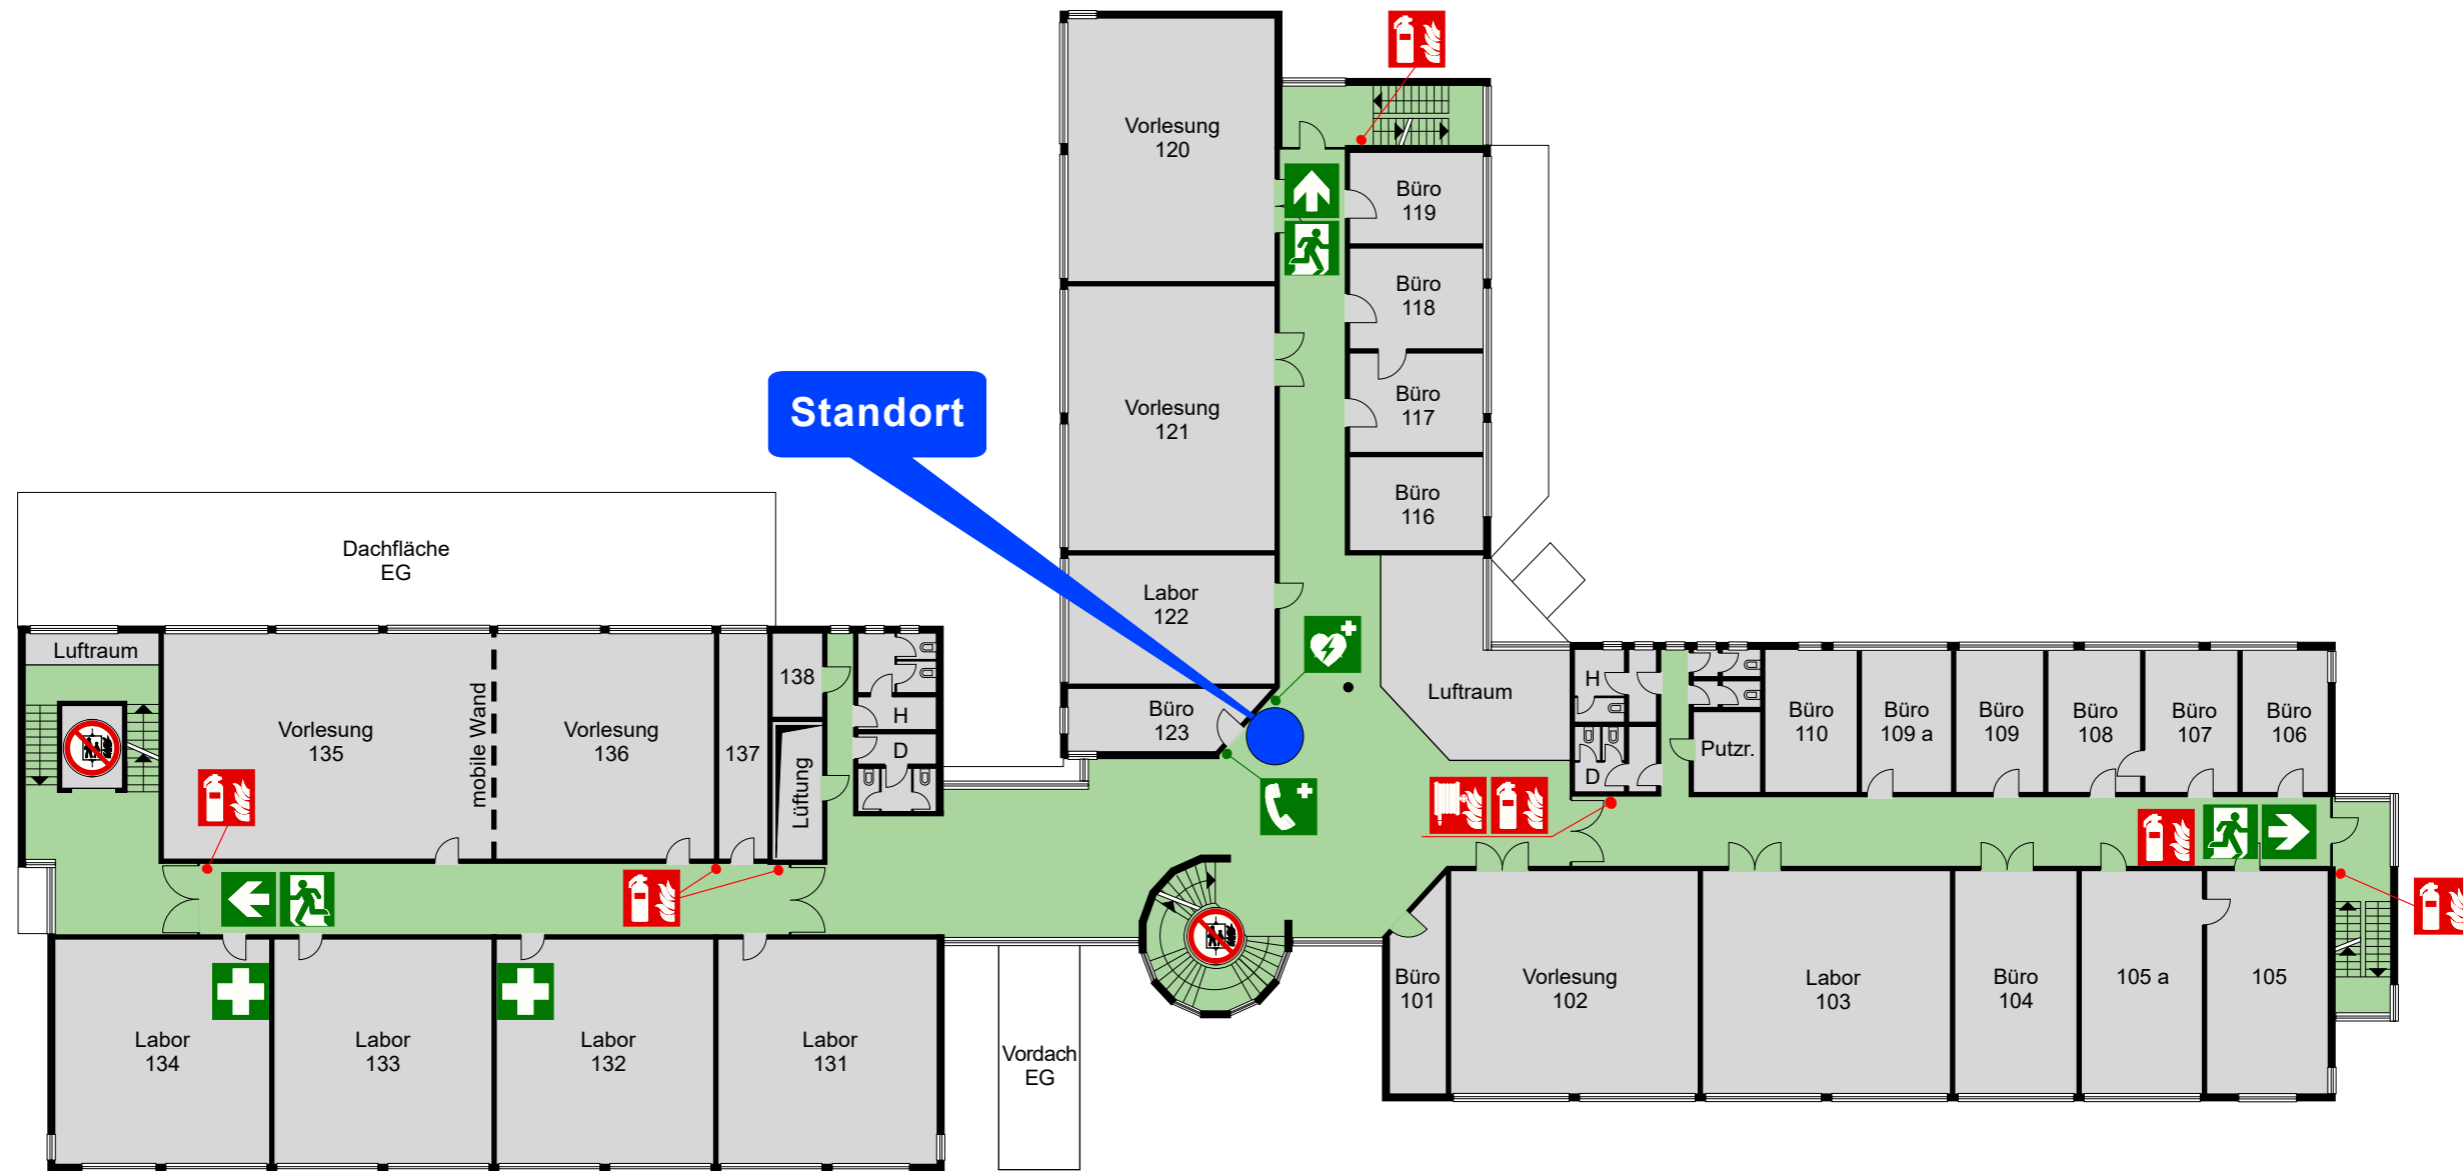 Vorlesung
120
Büro
119
Büro
118
Büro
117
Büro
116
Vorlesung
121
Standort
Labor
122
Büro
123
Dachfläche
EG
Luftraum
Vorlesung
135
mobile Wand
Vorlesung
136
137
138
Lüftung
H
D
Luftraum
H
D
Putzr.
Büro
110
Büro
109 a
Büro
109
Büro
108
Büro
107
Büro
106
Labor
134
Labor
133
Labor
132
Labor
131
Vordach
EG
Büro
101
Vorlesung
102
Labor
103
Büro
104
105 a
105